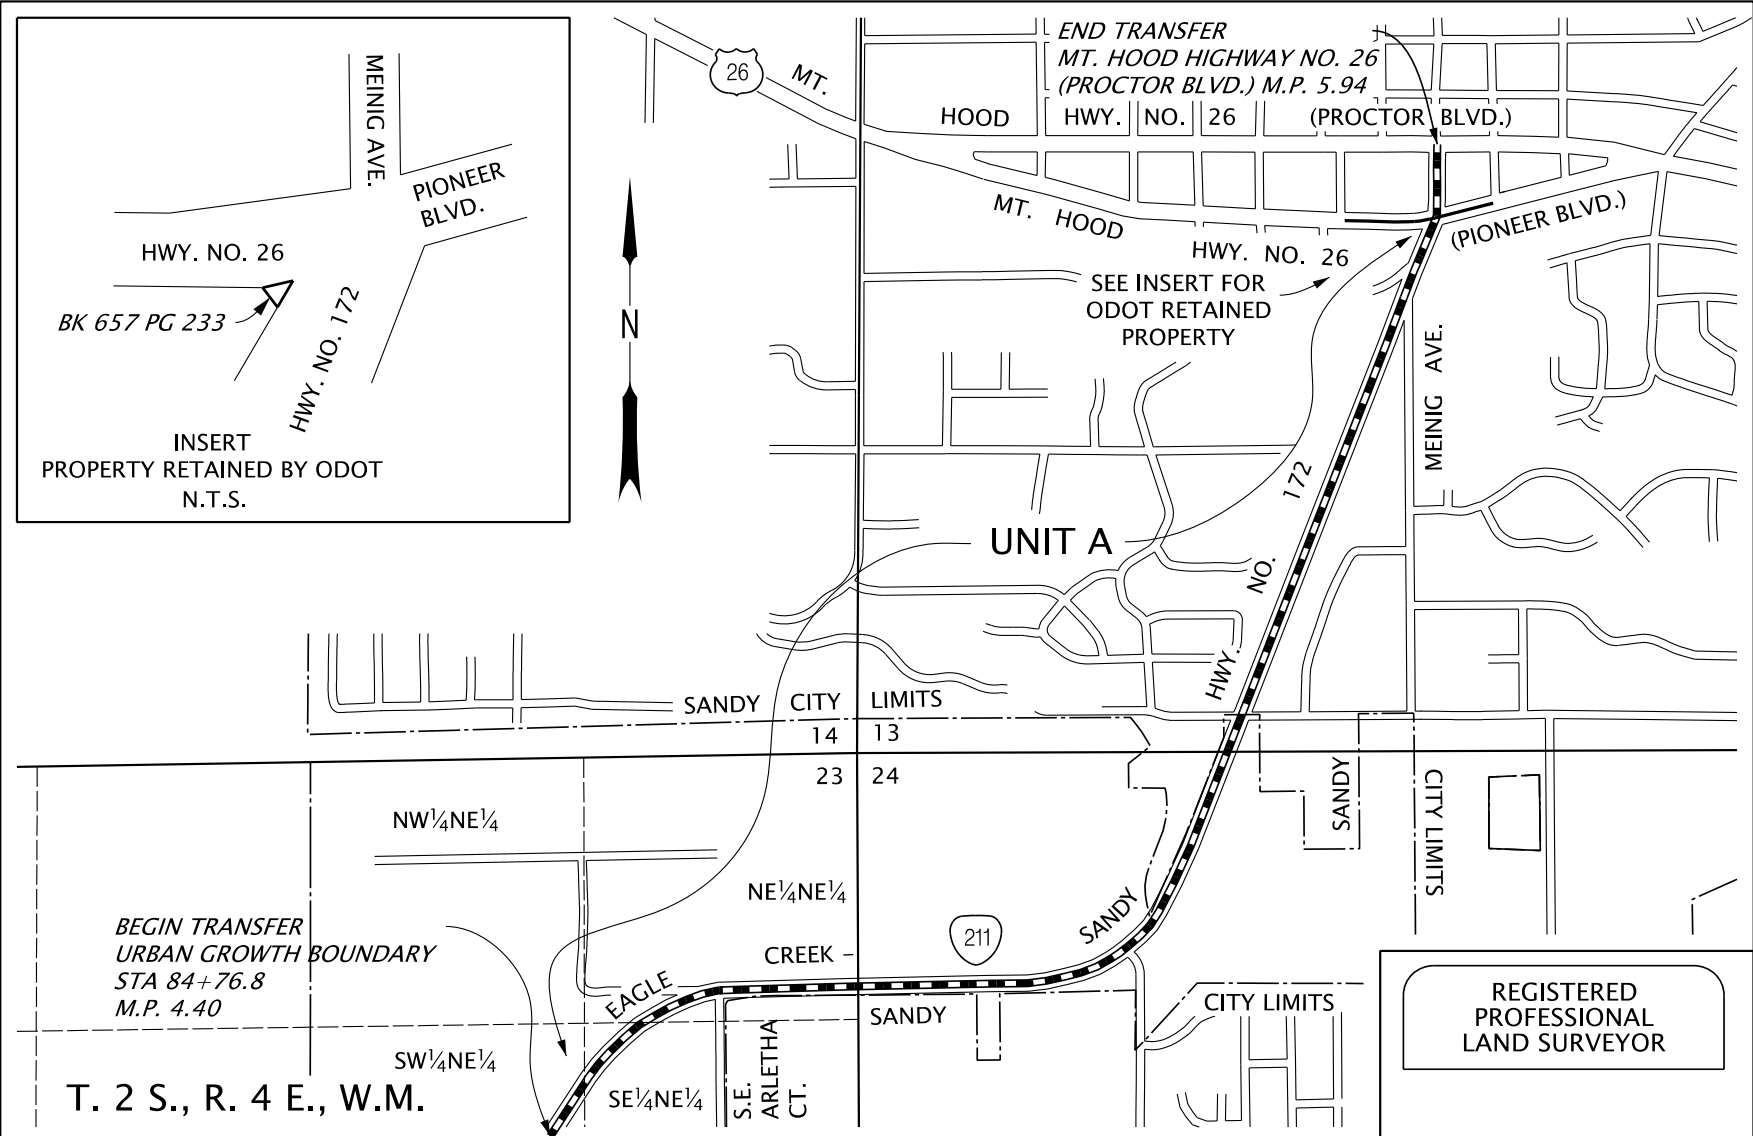 MEINIG AVE.
PIONEER
BLVD.
HWY. NO. 26
BK 657 PG 233
HWY. NO. 172
INSERT
PROPERTY RETAINED BY ODOT
N.T.S.
N
26
MT.
HOOD HWY. NO. 26 (PROCTOR BLVD.)
END TRANSFER
MT. HOOD HIGHWAY NO. 26
(PROCTOR BLVD.) M.P. 5.94
MT. HOOD
HWY. NO. 26
(PIONEER BLVD.)
SEE INSERT FOR
ODOT RETAINED
PROPERTY
MEINIG AVE.
UNIT A
HWY. NO. 172
SANDY CITY LIMITS
14 13
23 24
SANDY
CITY LIMITS
NW¼NE¼
NE¼NE¼
BEGIN TRANSFER
URBAN GROWTH BOUNDARY
STA 84+76.8
M.P. 4.40
EAGLE
CREEK -
SANDY
211
SANDY
CITY LIMITS
SW¼NE¼
SE¼NE¼
S.E.
ARLETHA
CT.
T. 2 S., R. 4 E., W.M.
REGISTERED
PROFESSIONAL
LAND SURVEYOR